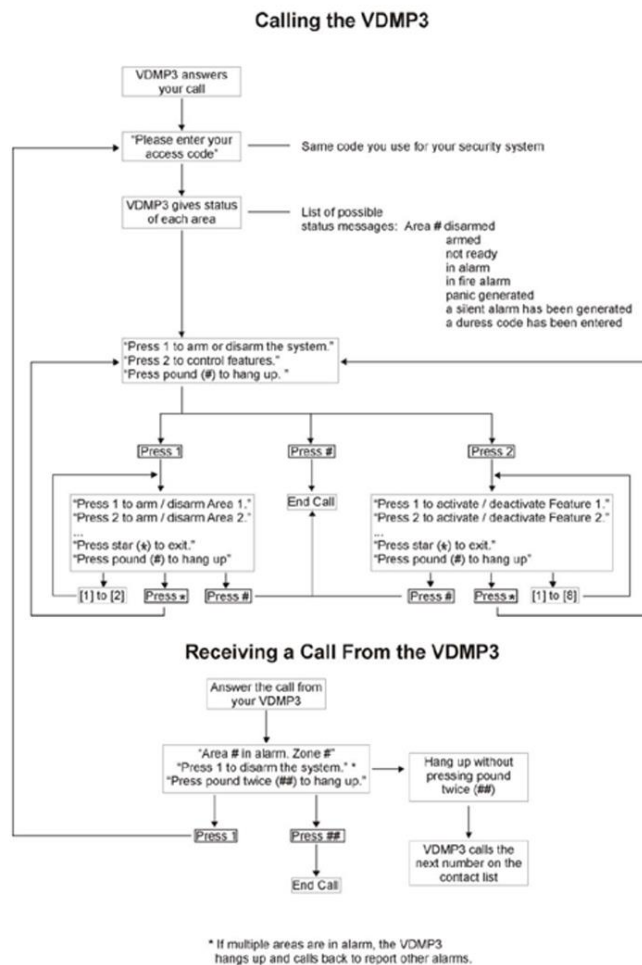 Calling the VDMP3
VDMP3 answers
your call
"Please enter your
access code"
Same code you use for your security system
VDMP3 gives status
of each area
List of possible
status messages: Area # disarmed
armed
not ready
in alarm
in fire alarm
panic generated
a silent alarm has been generated
a duress code has been entered
"Press 1 to arm or disarm the system."
"Press 2 to control features."
"Press pound (#) to hang up. "
Press 1
Press #
Press 2
"Press 1 to arm / disarm Area 1."
"Press 2 to arm / disarm Area 2."
...
"Press star (*) to exit."
"Press pound (#) to hang up"
End Call
"Press 1 to activate / deactivate Feature 1."
"Press 2 to activate / deactivate Feature 2."
...
"Press star (*) to exit."
"Press pound (#) to hang up"
[1] to [2]
Press *
Press #
Press #
Press *
[1] to [8]
Receiving a Call From the VDMP3
Answer the call from
your VDMP3
"Area # in alarm. Zone #"
"Press 1 to disarm the system." *
"Press pound twice (##) to hang up."
Hang up without
pressing pound
twice (##)
Press 1
Press ##
End Call
VDMP3 calls the
next number on the
contact list
* If multiple areas are in alarm, the VDMP3
hangs up and calls back to report other alarms.